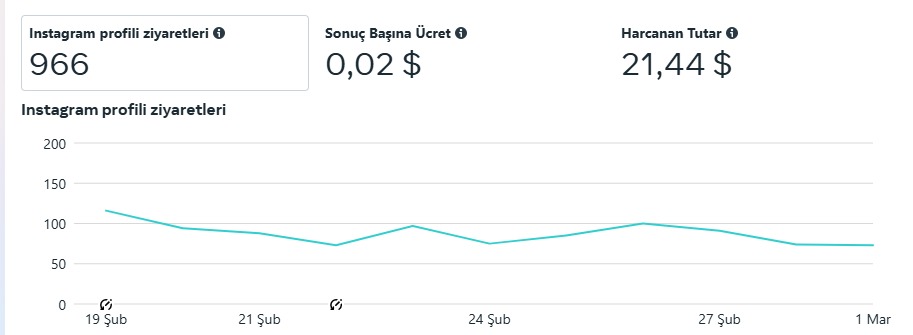 Instagram profili ziyaretleri
Sonuç Başına Ücret
Harcanan Tutar
966
0,02 $
21,44 $
Instagram profili ziyaretleri
200
150
100
50
0
19 Şub
21 Şub
24 Şub
27 Şub
1 Mar